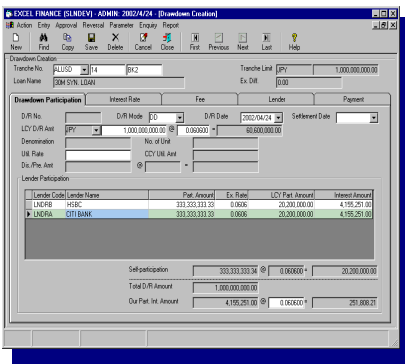 EXCEL FINANCE (SLNDEV) - ADMIN: 2002/4/24 - [Drawdown Creation]
Action Entry Approval Reversal Parameter Enquiry Report
New Find Copy Save Delete Cancel Close First Previous Next Last Help
Drawdown Creation
Tranche No. ALUSD 14 BK2 Tranche Limit JPY 1,000,000,000.00
Loan Name 30M SYN. LOAN Ex. Diff. 0.00
Drawdown Participation Interest Rate Fee Lender Payment
D/R No. D/R Mode DD D/R Date 2002/04/24 Settlement Date
LCY D/R Amt JPY 1,000,000,000.00 @ 0.060600 = 60,600,000.00
Denomination No. of Unit
Util. Rate CCY Util. Amt
Dis./Pre. Amt @ =
Lender Participation
Lender Code Lender Name Part. Amount Ex. Rate LCY Part. Amount Interest Amount
LNDRB HSBC 333,333,333.33 0.0606 20,200,000.00 4,155,251.00
LNDRA CITI BANK 333,333,333.33 0.0606 20,200,000.00 4,155,251.00
Self-participation 333,333,333.34 @ 0.060600 = 20,200,000.00
Total D/R Amount 1,000,000,000.00
Our Part. Int. Amount 4,155,251.00 @ 0.060600 = 251,808.21